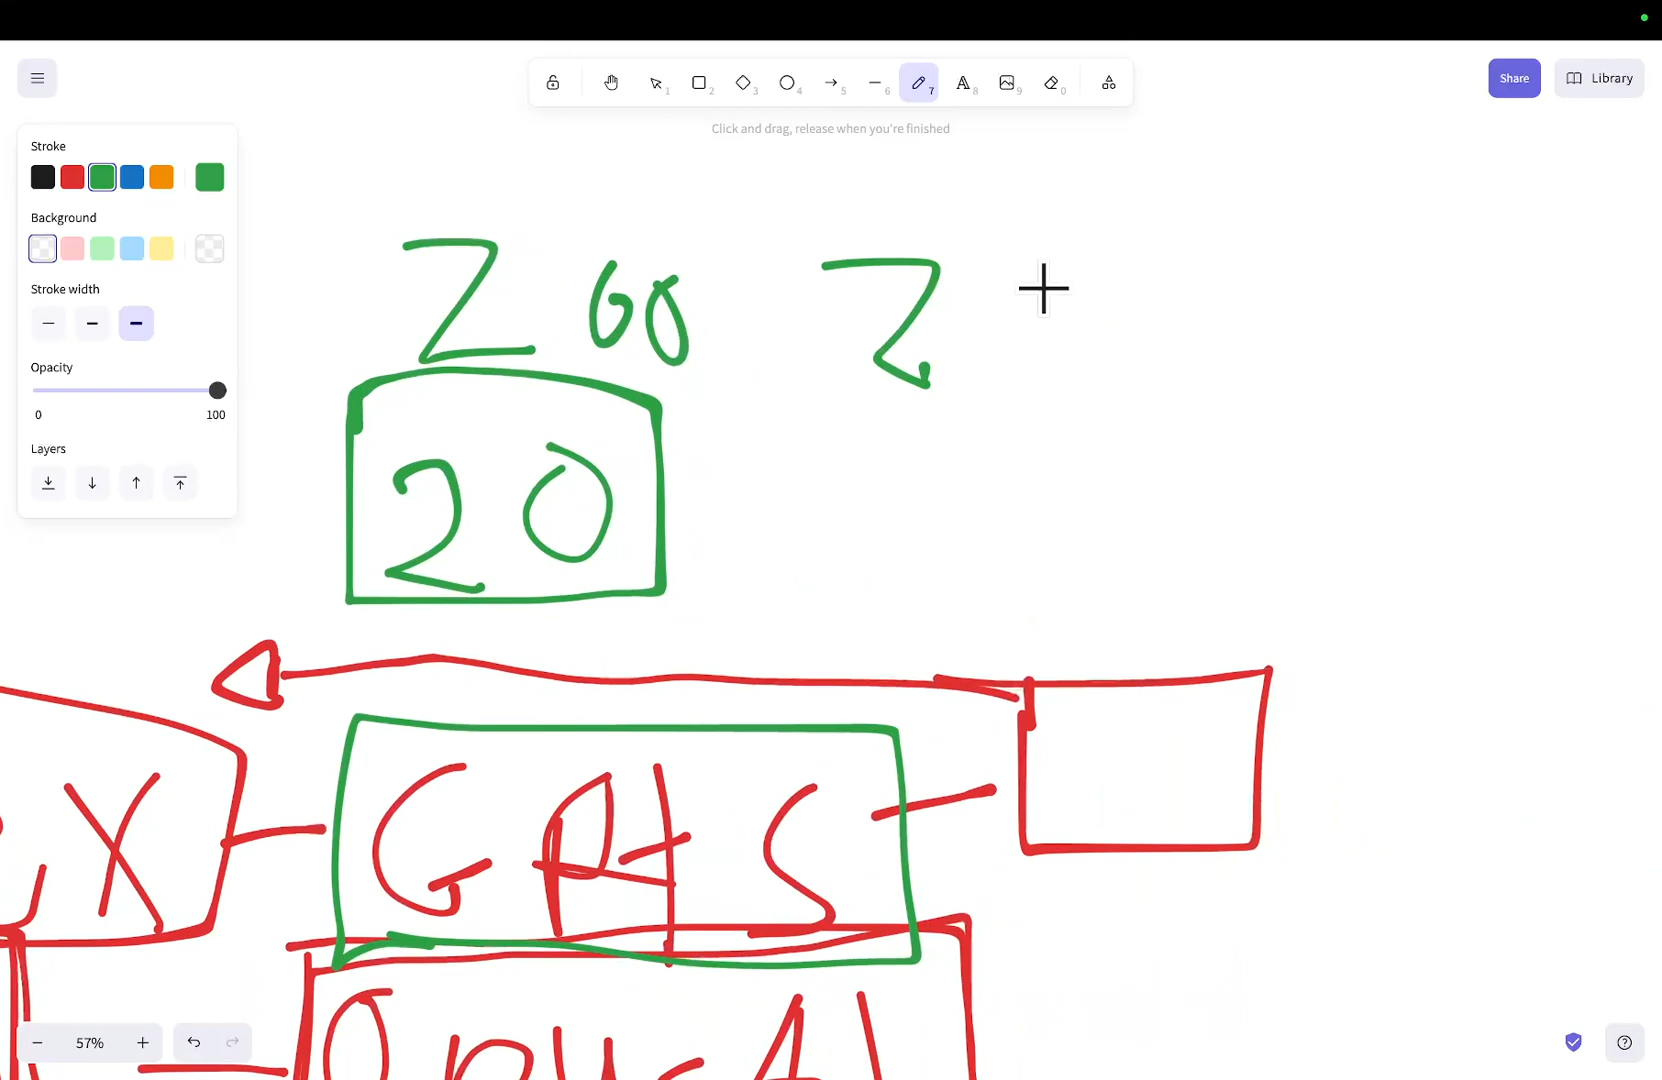 Share
Library
Click and drag, release when you're finished
Stroke
Background
Stroke width
Opacity
0 100
Layers
Z 60 Z
20
X
GPTS
57%